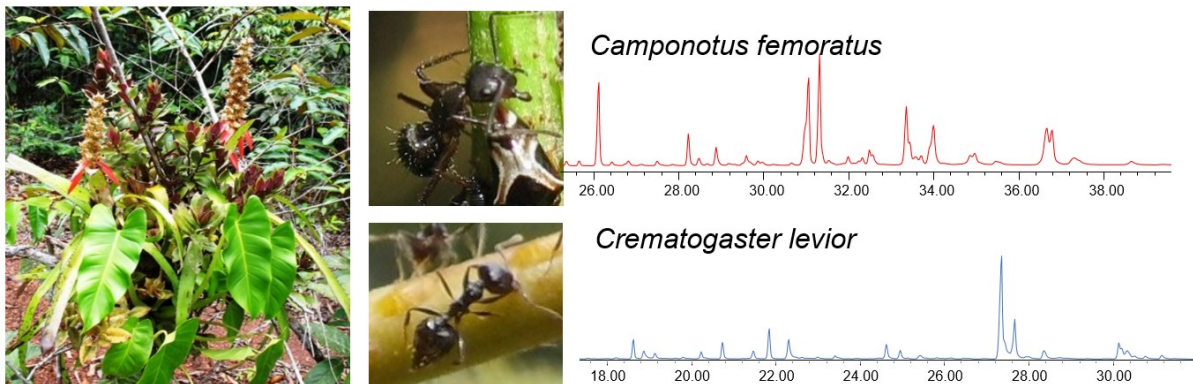 Camponotus femoratus
26.00 28.00 30.00 32.00 34.00 36.00 38.00
Crematogaster levior
18.00 20.00 22.00 24.00 26.00 28.00 30.00